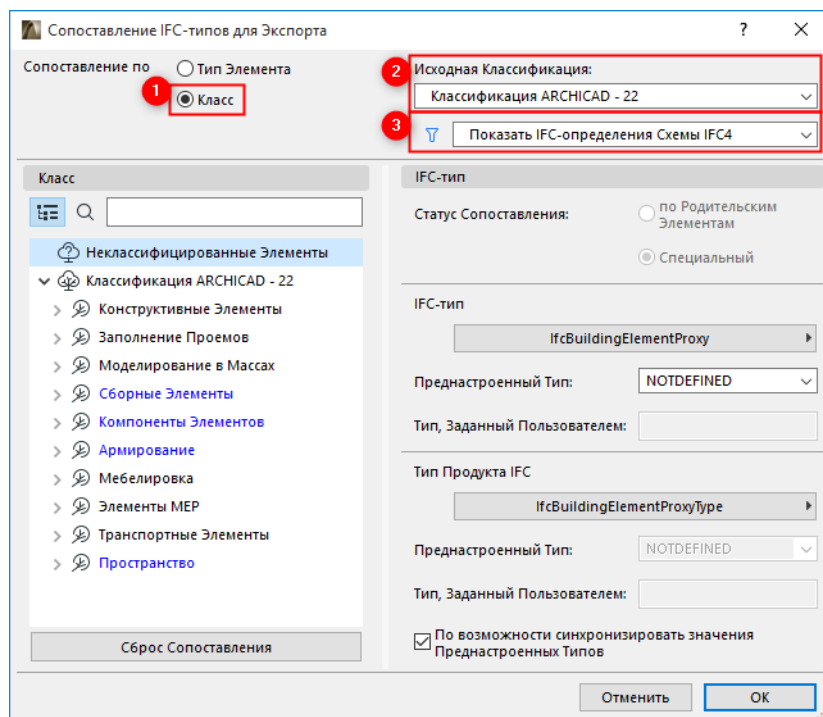 Сопоставление IFC-типов для Экспорта
?
Сопоставление по
Тип Элемента
1
Класс
2
Исходная Классификация:
Классификация ARCHICAD - 22
3
Показать IFC-определения Схемы IFC4
Класс
Неклассифицированные Элементы
Классификация ARCHICAD - 22
Конструктивные Элементы
Заполнение Проемов
Моделирование в Массах
Сборные Элементы
Компоненты Элементов
Армирование
Мебелировка
Элементы MEP
Транспортные Элементы
Пространство
Сброс Сопоставления
IFC-тип
Статус Сопоставления:
по Родительским
Элементам
Специальный
IFC-тип
IfcBuildingElementProxy
Преднастроенный Тип:
NOTDEFINED
Тип, Заданный Пользователем:
Тип Продукта IFC
IfcBuildingElementProxyType
Преднастроенный Тип:
NOTDEFINED
Тип, Заданный Пользователем:
По возможности синхронизировать значения
Преднастроенных Типов
Отменить
OK